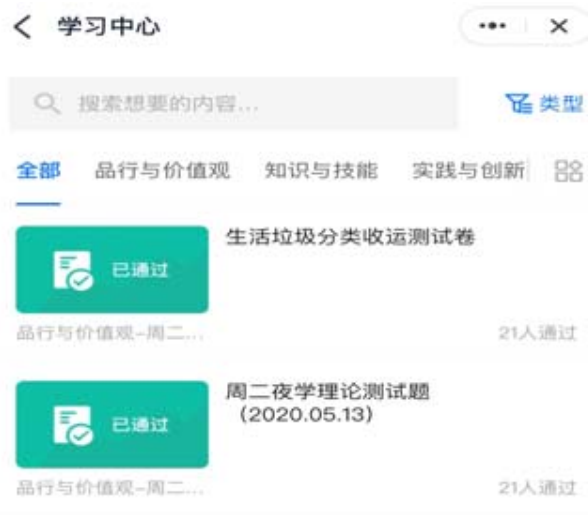 学习中心
搜索想要的内容...
类型
全部 品行与价值观 知识与技能 实践与创新
已通过
生活垃圾分类收运测试卷
品行与价值观-周二... 21人通过
已通过
周二夜学理论测试题
（2020.05.13）
品行与价值观-周二... 21人通过